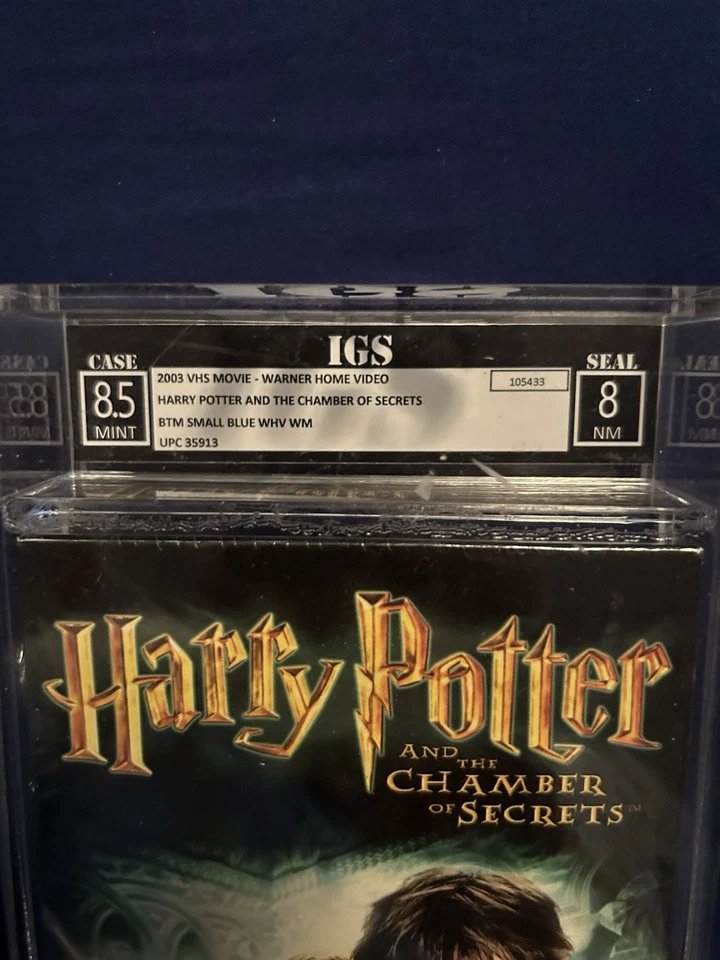 IGS
CASE
8.5
MINT
2003 VHS MOVIE - WARNER HOME VIDEO
105433
HARRY POTTER AND THE CHAMBER OF SECRETS
BTM SMALL BLUE WHV WM
UPC 35913
SEAL
8
NM
Harry Potter
AND THE
CHAMBER
OF SECRETS™